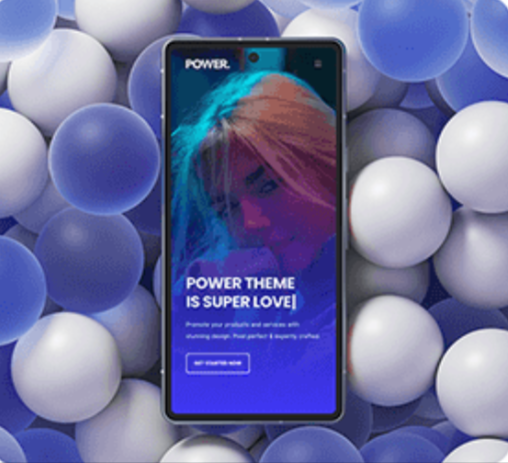 POWER.
POWER THEME
IS SUPER LOVE|
Promote your products and services with
stunning design. Pixel perfect & expertly crafted.
GET STARTED NOW